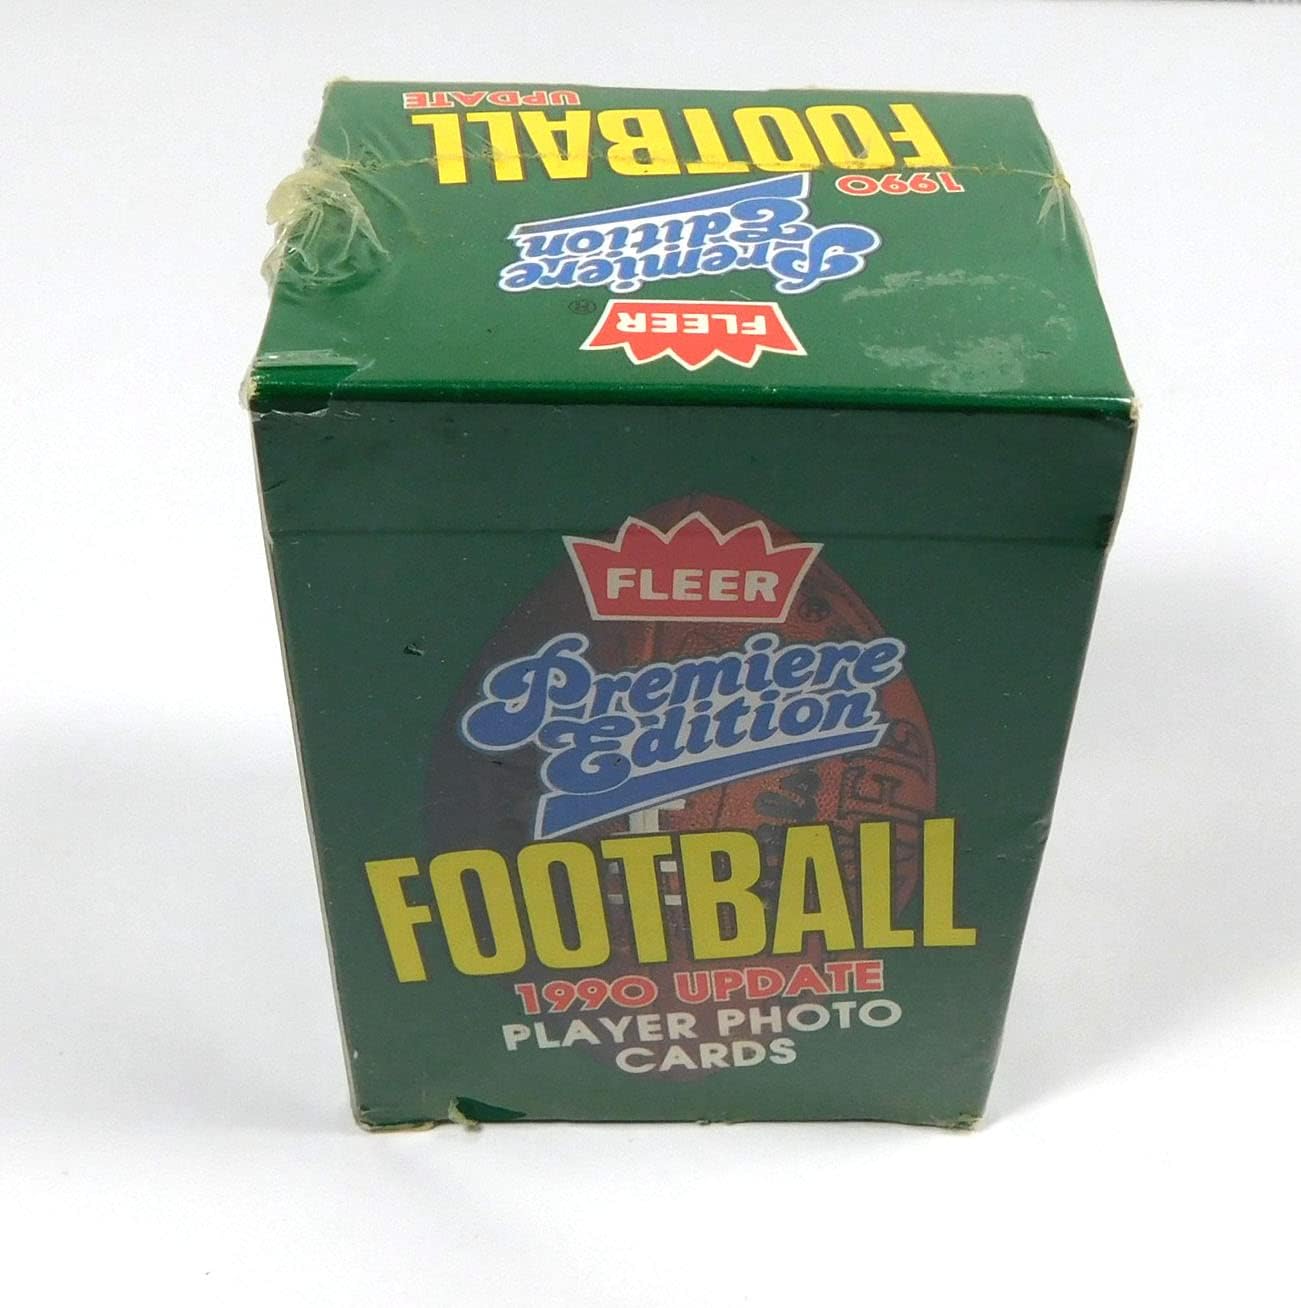 FLEER
®
Premiere
Edition
1990
FOOTBALL
UPDATE
FLEER
®
Premiere
Edition
FOOTBALL
1990 UPDATE
PLAYER PHOTO
CARDS